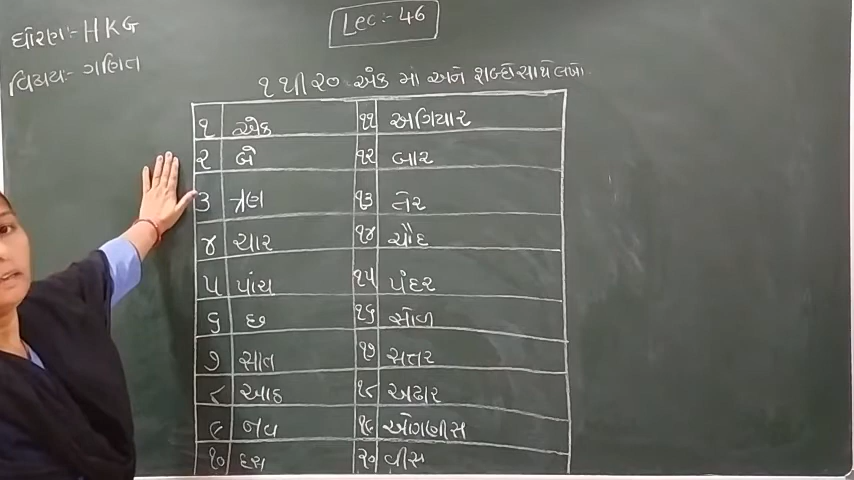 ધોરણ:- HKG
Lec:- 46
વિષય:- ગણિત
૧ થી ૨૦ અંક માં અને શબ્દો સાથે લખો.
૧ એક ૧૧ અગિયાર
૨ બે ૧૨ બાર
૩ ત્રણ ૧૩ તેર
૪ ચાર ૧૪ ચૌદ
૫ પાંચ ૧૫ પંદર
૬ છ ૧૬ સોળ
૭ સાત ૧૭ સત્તર
૮ આઠ ૧૮ અઢાર
૯ નવ ૧૯ ઓગણીસ
૧૦ દસ ૨૦ વીસ